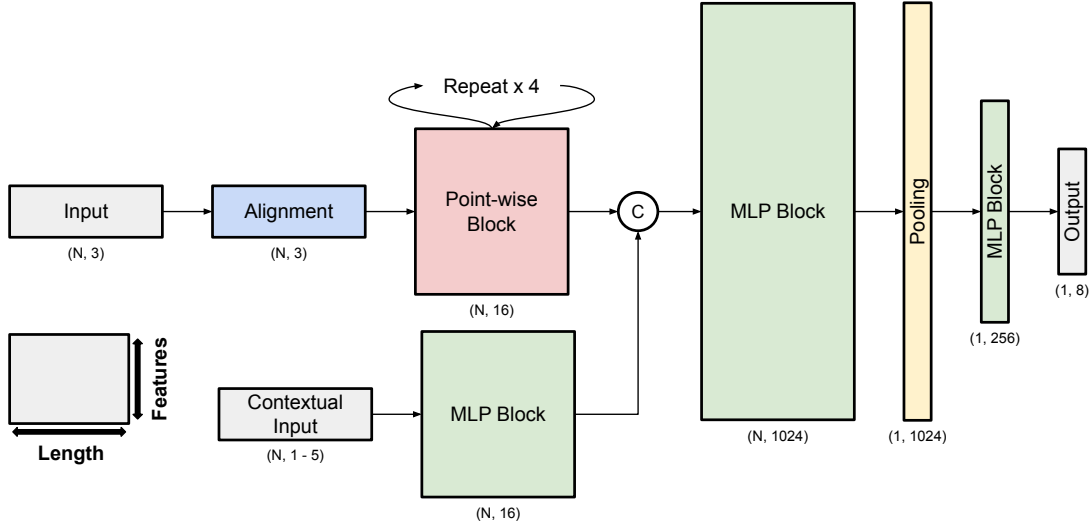 Repeat x 4
Input
(N, 3)
Alignment
(N, 3)
Point-wise
Block
(N, 16)
C
MLP Block
(N, 1024)
Pooling
(1, 1024)
MLP Block
(1, 256)
Output
(1, 8)
Features
Length
Contextual
Input
(N, 1 - 5)
MLP Block
(N, 16)